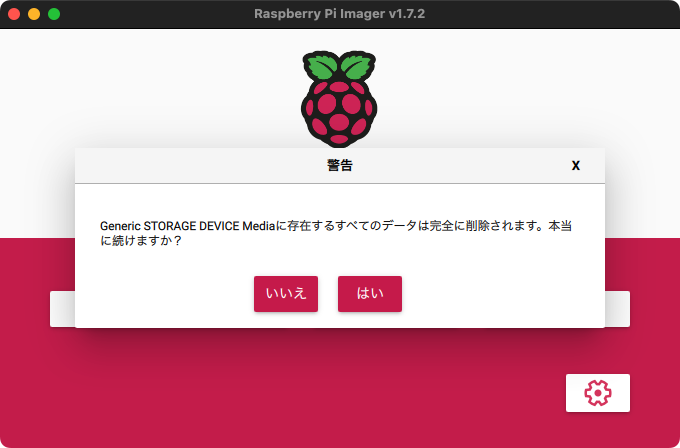 Raspberry Pi Imager v1.7.2
警告
X
Generic STORAGE DEVICE Mediaに存在するすべてのデータは完全に削除されます。本当
に続けますか？
いいえ
はい